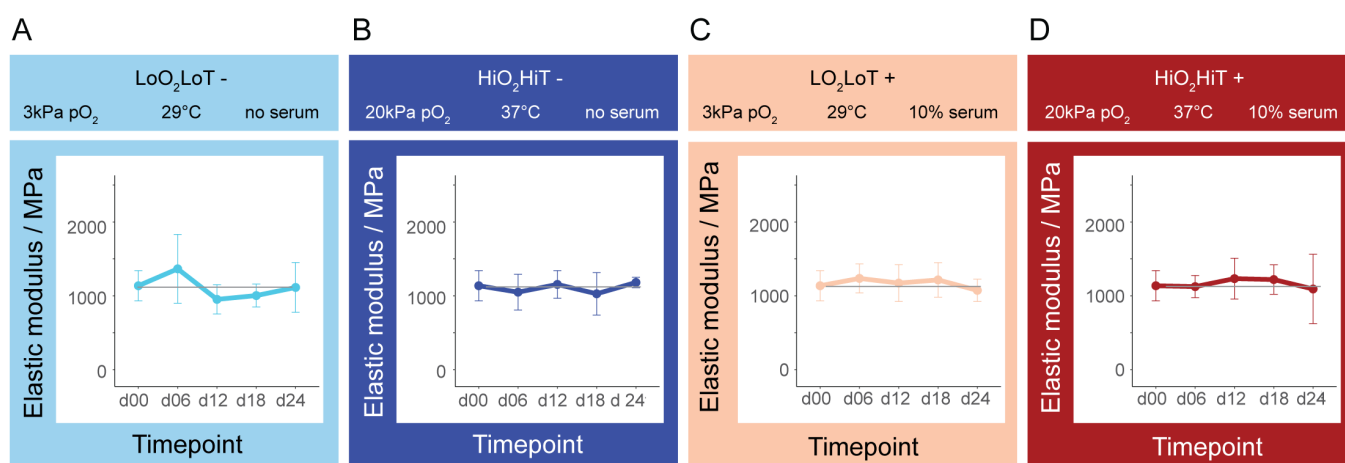 A
LoO₂LoT -
3kPa pO₂ 29°C no serum
Elastic modulus / MPa
2000
1000
0
d00 d06 d12 d18 d24
Timepoint
B
HiO₂HiT -
20kPa pO₂ 37°C no serum
Elastic modulus / MPa
2000
1000
0
d00 d06 d12 d18 d 24
Timepoint
C
LO₂LoT +
3kPa pO₂ 29°C 10% serum
Elastic modulus / MPa
2000
1000
0
d00 d06 d12 d18 d24
Timepoint
D
HiO₂HiT +
20kPa pO₂ 37°C 10% serum
Elastic modulus / MPa
2000
1000
0
d00 d06 d12 d18 d24
Timepoint